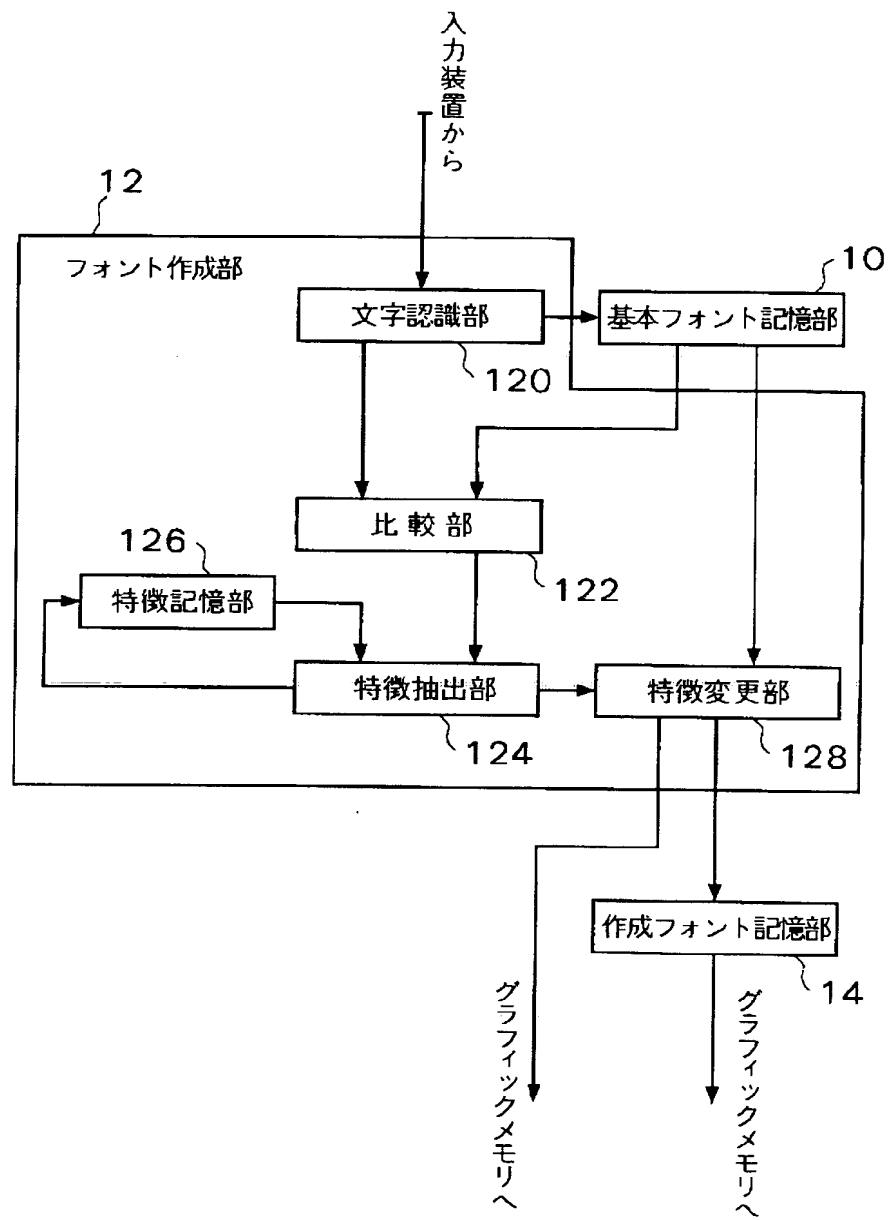 入力装置から
12
フォント作成部
10
文字認識部
基本フォント記憶部
120
比較部
126
122
特徴記憶部
特徴抽出部
特徴変更部
124
128
作成フォント記憶部
14
グラフィックメモリへ
グラフィックメモリへ